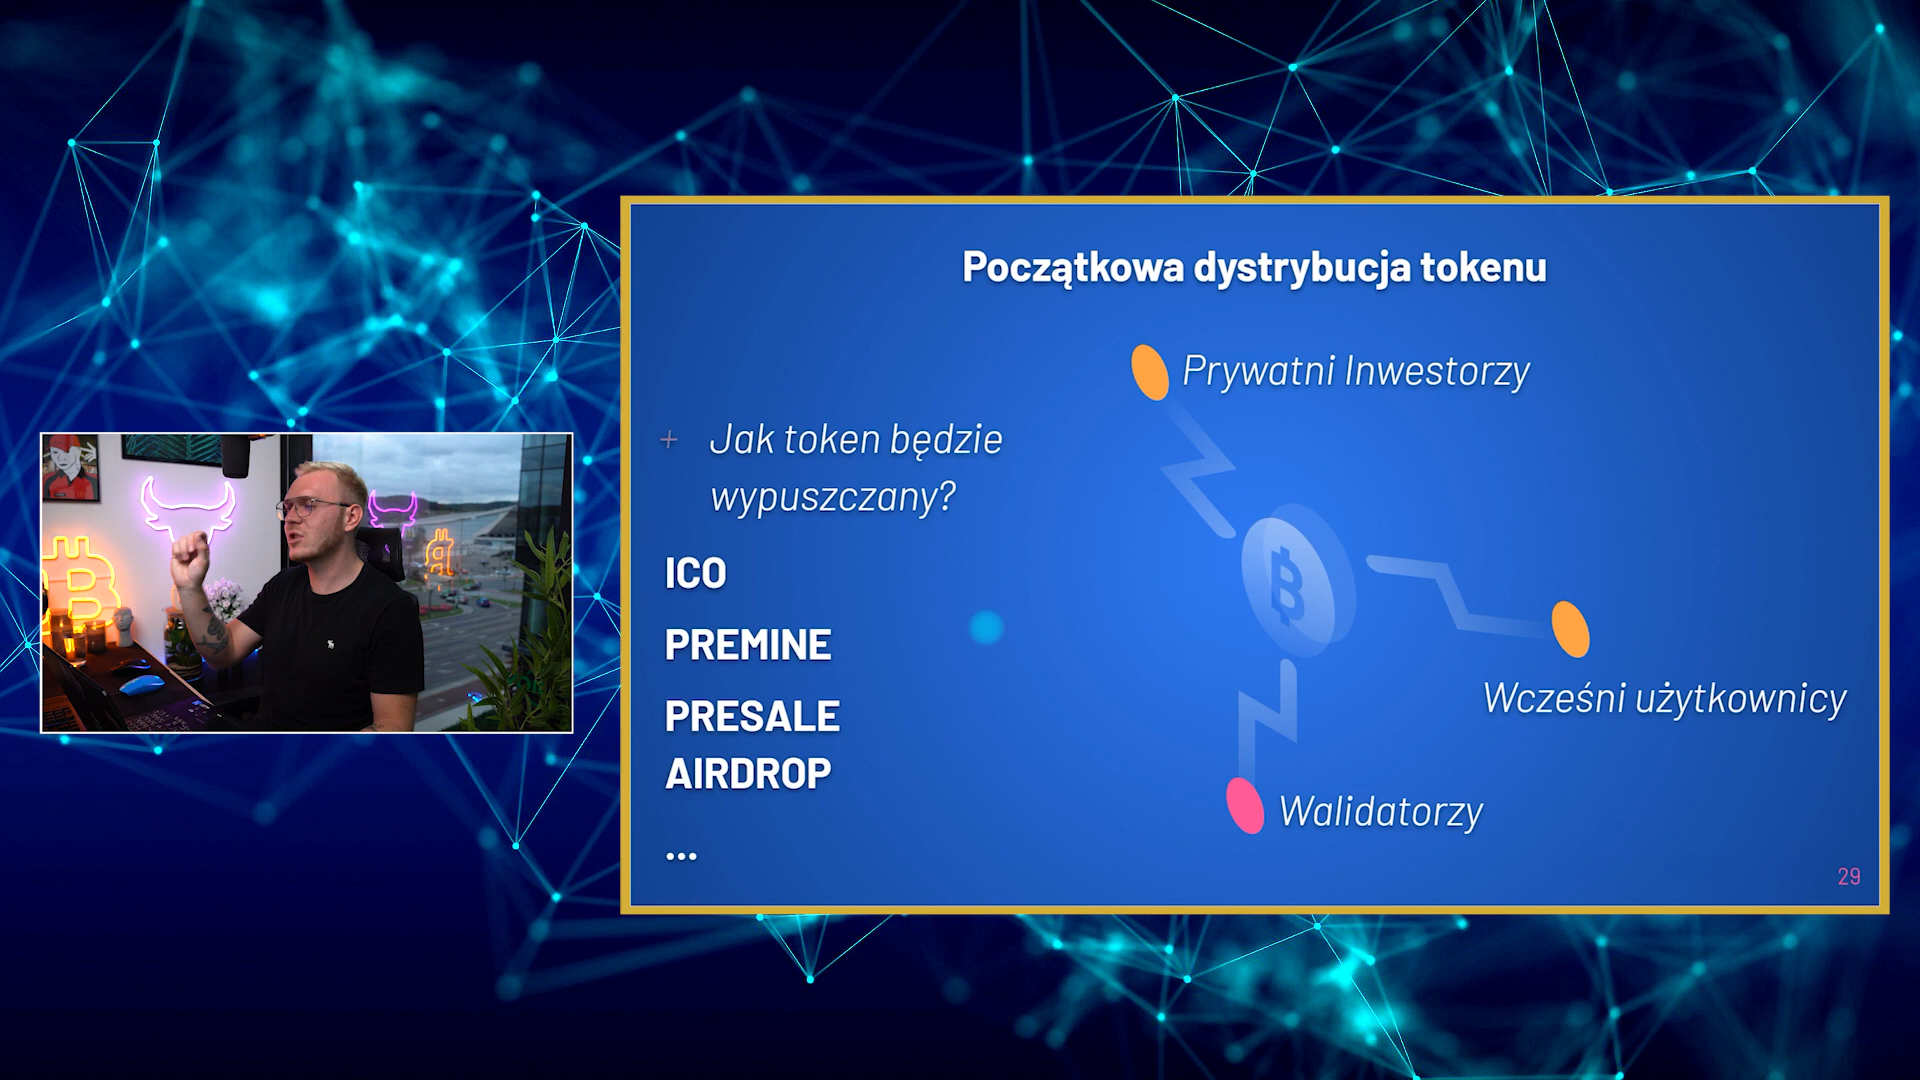 Początkowa dystrybucja tokenu
Prywatni Inwestorzy
+ Jak token będzie
wypuszczany?
ICO
PREMINE
PRESALE
AIRDROP
...
Wcześni użytkownicy
Walidatorzy
29